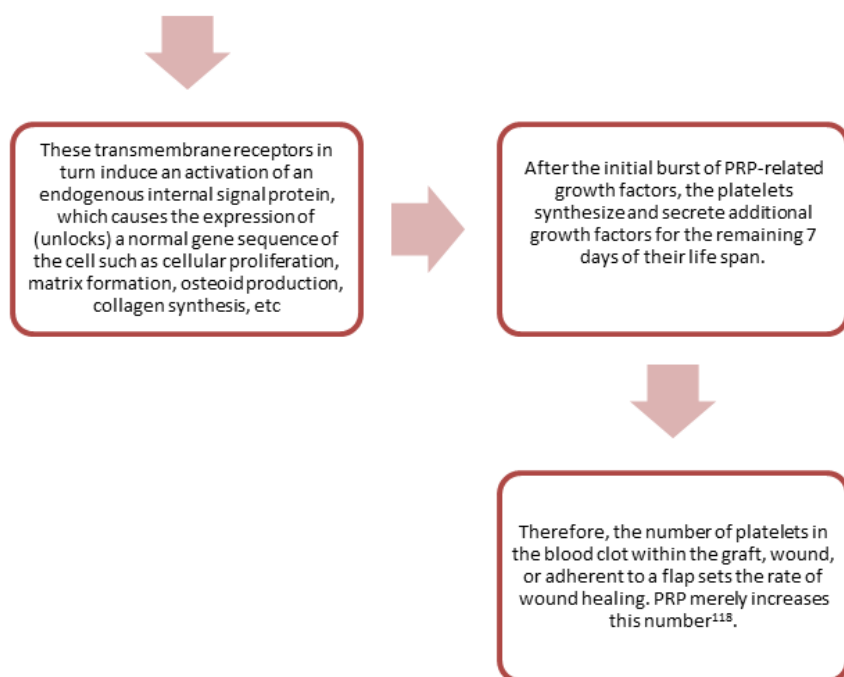 These transmembrane receptors in
turn induce an activation of an
endogenous internal signal protein,
which causes the expression of
(unlocks) a normal gene sequence of
the cell such as cellular proliferation,
matrix formation, osteoid production,
collagen synthesis, etc
After the initial burst of PRP-related
growth factors, the platelets
synthesize and secrete additional
growth factors for the remaining 7
days of their life span.
Therefore, the number of platelets in
the blood clot within the graft, wound,
or adherent to a flap sets the rate of
wound healing. PRP merely increases
this number¹¹⁸.